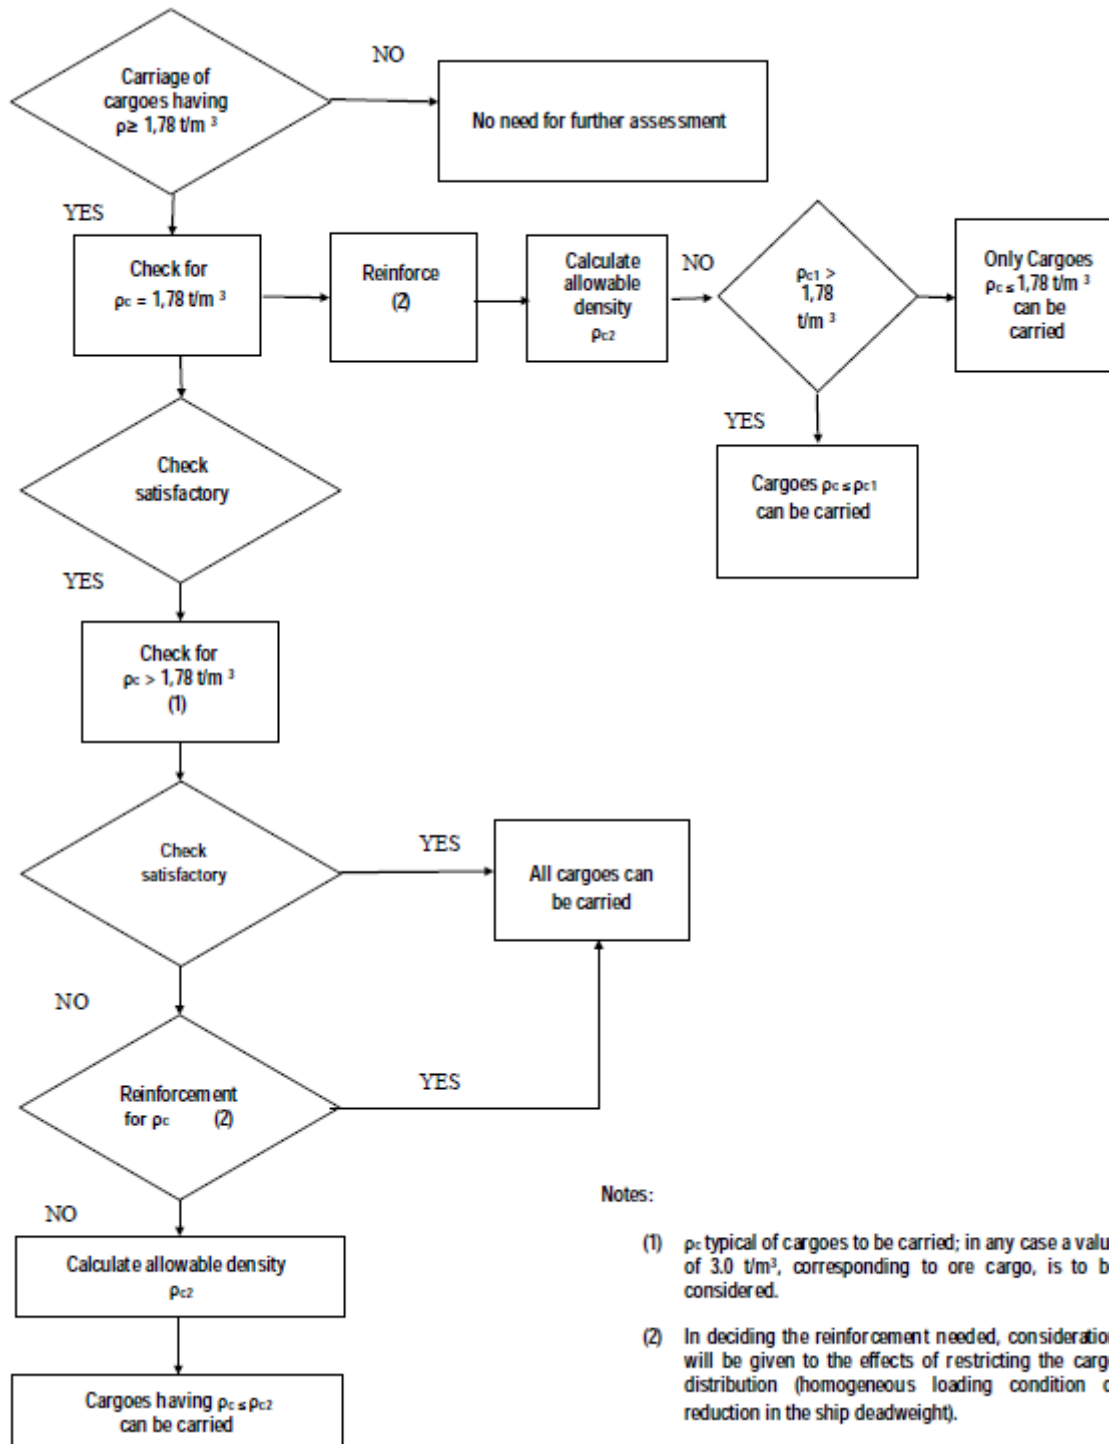 Carriage of
cargoes having
ρ≥ 1,78 t/m ³
NO
No need for further assessment
YES
Check for
ρc = 1,78 t/m ³
Reinforce
(2)
Calculate
allowable
density
ρc2
NO
ρc1 >
1,78
t/m ³
Only Cargoes
ρc ≤ 1,78 t/m ³
can be
carried
YES
Cargoes ρc ≤ ρc1
can be carried
Check
satisfactory
YES
Check for
ρc > 1,78 t/m ³
(1)
Check
satisfactory
YES
All cargoes can
be carried
NO
Reinforcement
for ρc (2)
YES
NO
Calculate allowable density
ρc2
Cargoes having ρc ≤ ρc2
can be carried
Notes:
(1) ρc typical of cargoes to be carried; in any case a valu
of 3.0 t/m³, corresponding to ore cargo, is to b
considered.
(2) In deciding the reinforcement needed, consideration
will be given to the effects of restricting the carg
distribution (homogeneous loading condition o
reduction in the ship deadweight).